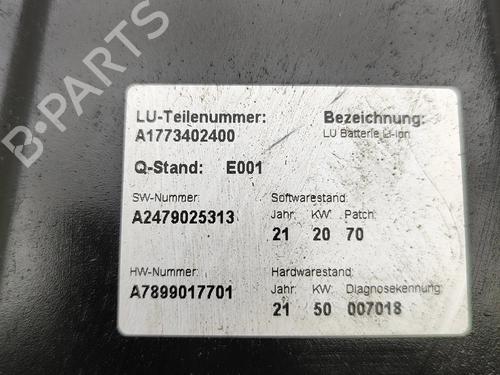 B-PARTS
LU-Teilenummer: Bezeichnung:
A1773402400 LU Batterie Li-Ion
Q-Stand: E001
SW-Nummer: Softwarestand:
A2479025313 Jahr: KW: Patch:
21 20 70
HW-Nummer: Hardwarestand:
A7899017701 Jahr: KW: Diagnosekennung:
21 50 007018